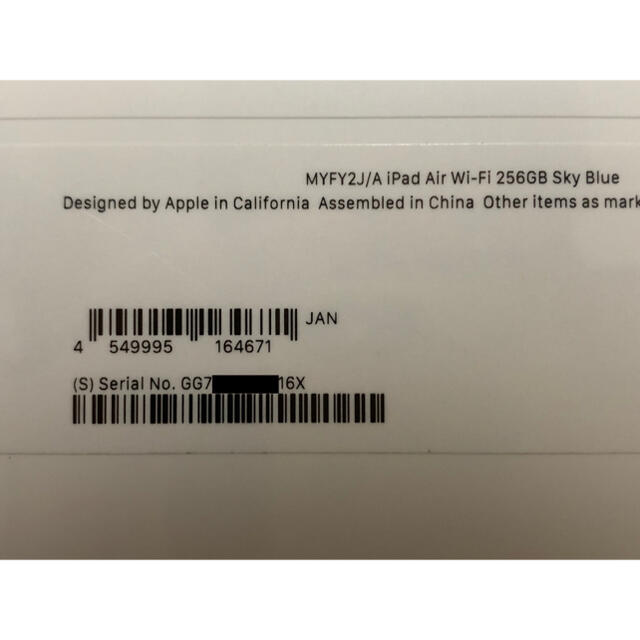 MYFY2J/A iPad Air Wi-Fi 256GB Sky Blue
Designed by Apple in California Assembled in China Other items as mark
JAN
4 549995 164671
(S) Serial No. GG7 16X